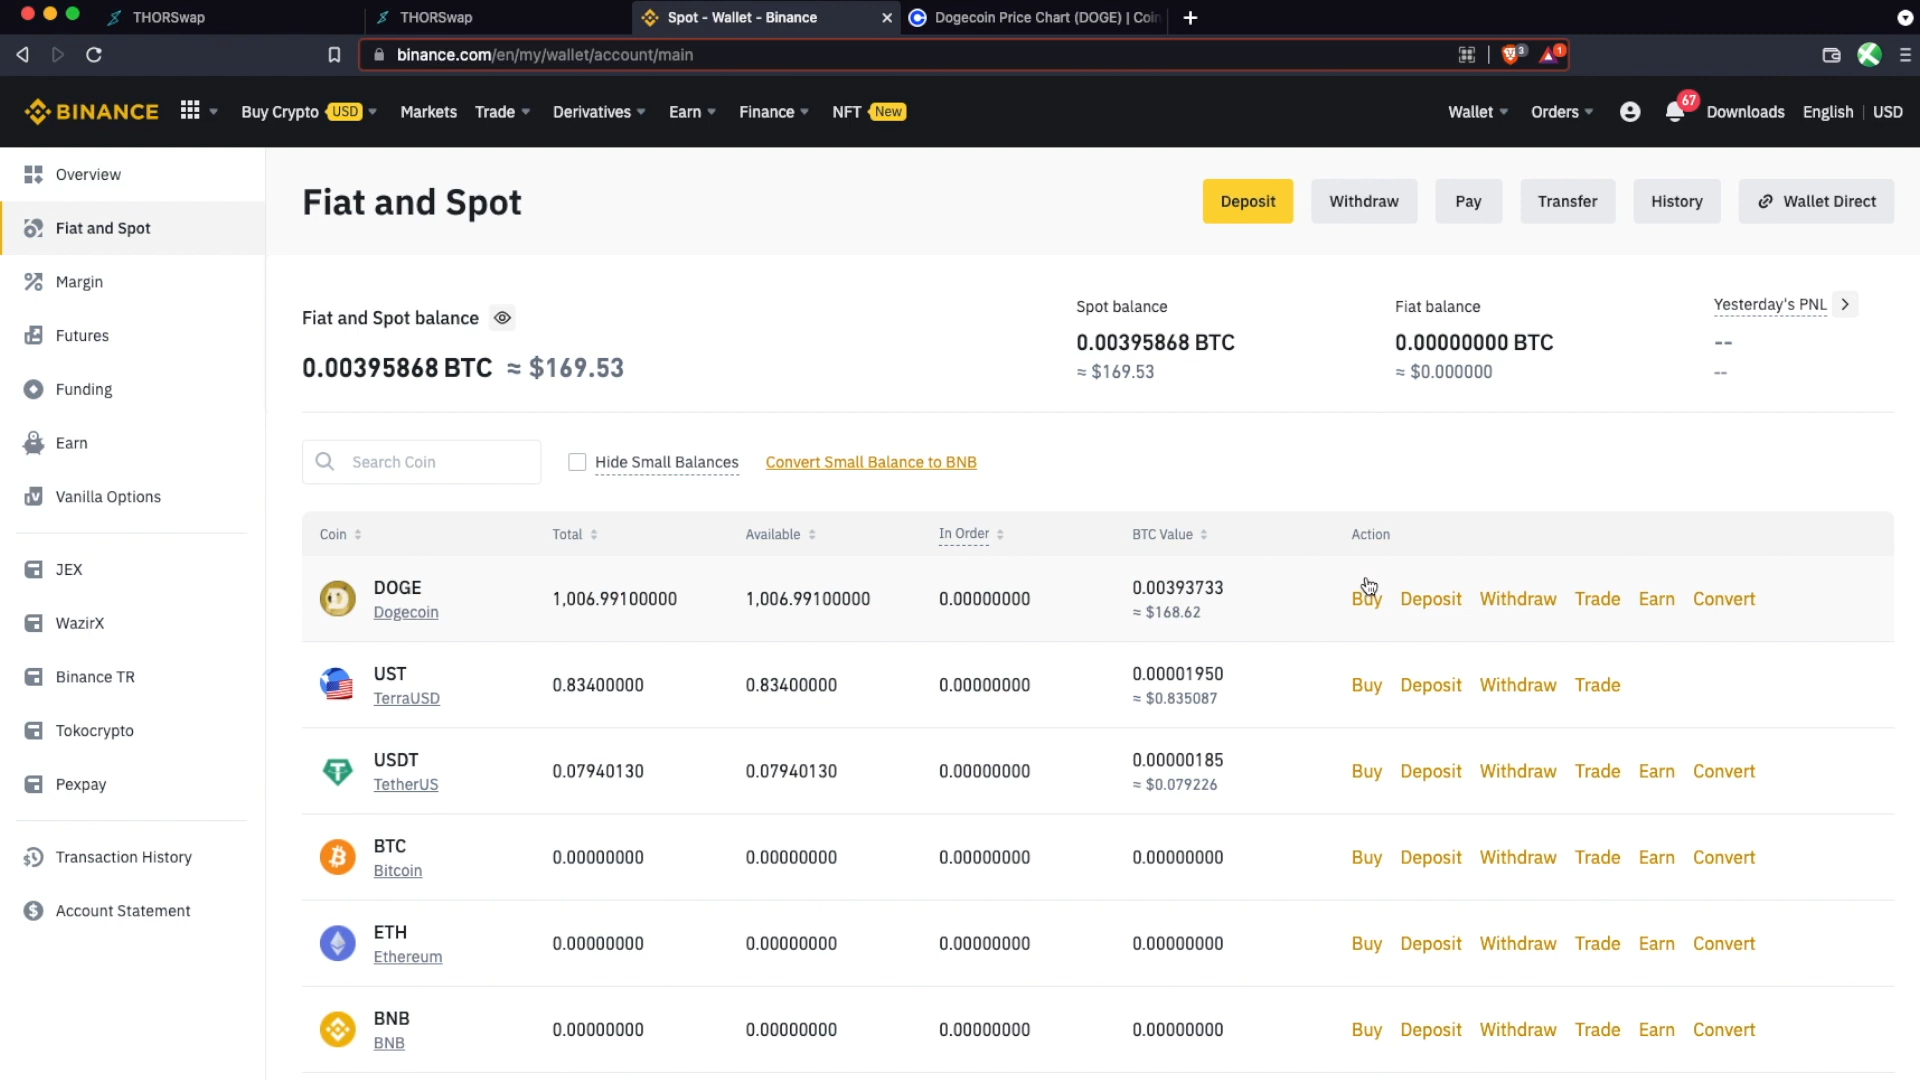 THORSwap
THORSwap
Spot - Wallet - Binance
Dogecoin Price Chart (DOGE) | Coin
binance.com/en/my/wallet/account/main
3
1
BINANCE
Buy Crypto USD
Markets
Trade
Derivatives
Earn
Finance
NFT New
Wallet
Orders
67
Downloads
English | USD
Overview
Fiat and Spot
Margin
Futures
Funding
Earn
Vanilla Options
JEX
WazirX
Binance TR
Tokocrypto
Pexpay
Transaction History
Account Statement
Fiat and Spot
Deposit
Withdraw
Pay
Transfer
History
Wallet Direct
Fiat and Spot balance
0.00395868 BTC ≈ $169.53
Spot balance
0.00395868 BTC
≈ $169.53
Fiat balance
0.00000000 BTC
≈ $0.000000
Yesterday's PNL
--
--
Search Coin
Hide Small Balances
Convert Small Balance to BNB
Coin Total Available In Order BTC Value Action
DOGE
Dogecoin
1,006.99100000 1,006.99100000 0.00000000
0.00393733
≈ $168.62
Buy Deposit Withdraw Trade Earn Convert
UST
TerraUSD
0.83400000 0.83400000 0.00000000
0.00001950
≈ $0.835087
Buy Deposit Withdraw Trade
USDT
TetherUS
0.07940130 0.07940130 0.00000000
0.00000185
≈ $0.079226
Buy Deposit Withdraw Trade Earn Convert
BTC
Bitcoin
0.00000000 0.00000000 0.00000000 0.00000000
Buy Deposit Withdraw Trade Earn Convert
ETH
Ethereum
0.00000000 0.00000000 0.00000000 0.00000000
Buy Deposit Withdraw Trade Earn Convert
BNB
BNB
0.00000000 0.00000000 0.00000000 0.00000000
Buy Deposit Withdraw Trade Earn Convert